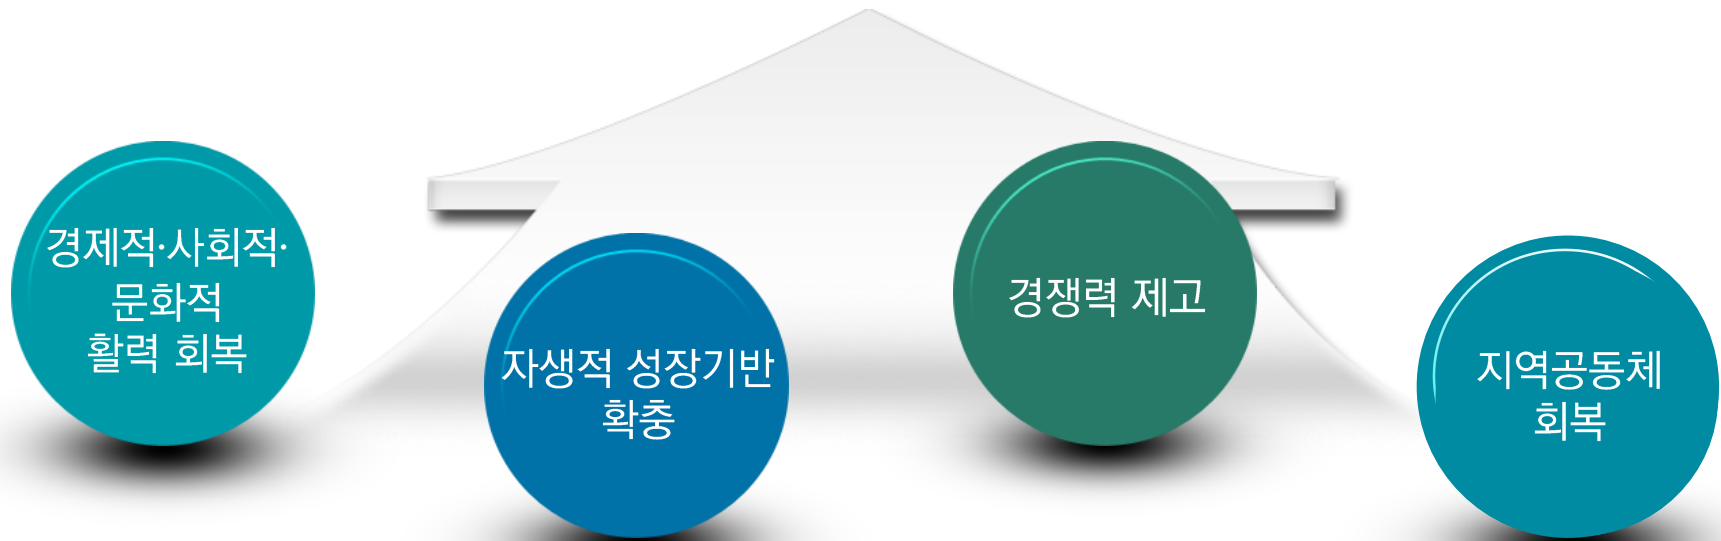 경제적·사회적·
문화적
활력 회복
자생적 성장기반
확충
경쟁력 제고
지역공동체
회복